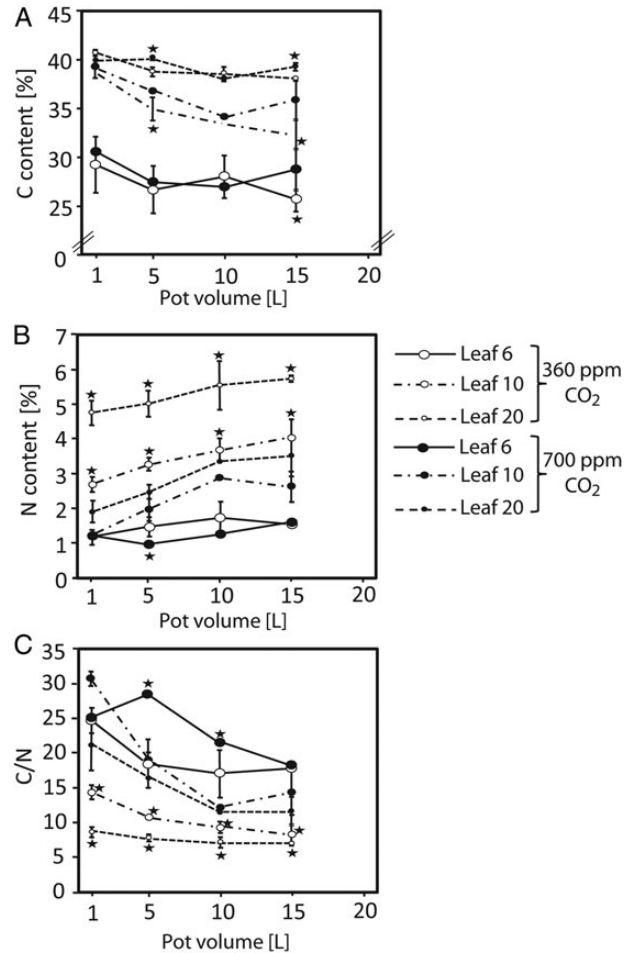 A
C content [%]
45
40
35
30
25
0
1 5 10 15 20
Pot volume [L]
B
N content [%]
7
6
5
4
3
2
1
0
1 5 10 15 20
Pot volume [L]
Leaf 6
Leaf 10
Leaf 20
360 ppm
CO2
Leaf 6
Leaf 10
Leaf 20
700 ppm
CO2
C
C/N
35
30
25
20
15
10
5
0
1 5 10 15 20
Pot volume [L]